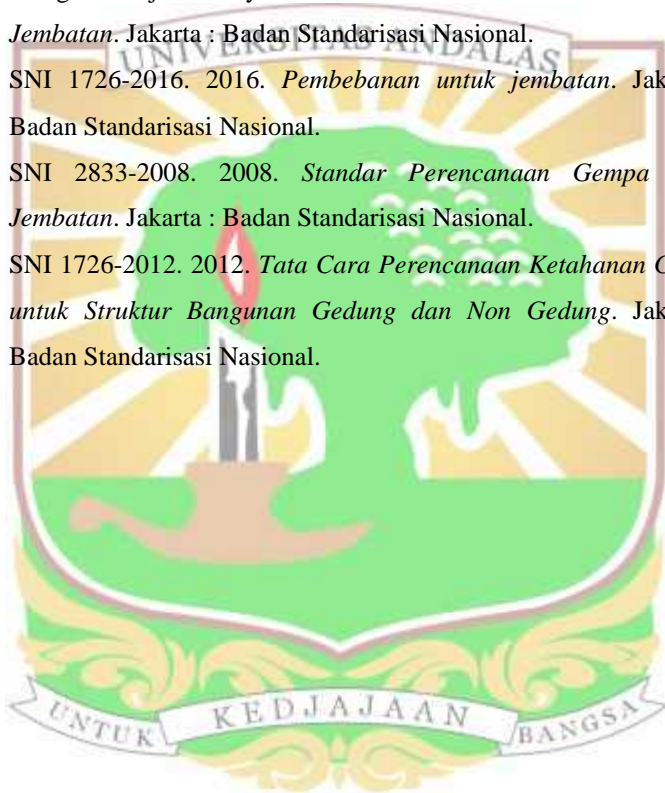 Jembatan. Jakarta : Badan Standarisasi Nasional.
UNIVERSITAS ANDALAS
SNI 1726-2016. 2016. Pembebanan untuk jembatan. Jak
Badan Standarisasi Nasional.
SNI 2833-2008. 2008. Standar Perencanaan Gempa
Jembatan. Jakarta : Badan Standarisasi Nasional.
SNI 1726-2012. 2012. Tata Cara Perencanaan Ketahanan G
untuk Struktur Bangunan Gedung dan Non Gedung. Jak
Badan Standarisasi Nasional.
UNTUK KEDJAJAAN BANGSA